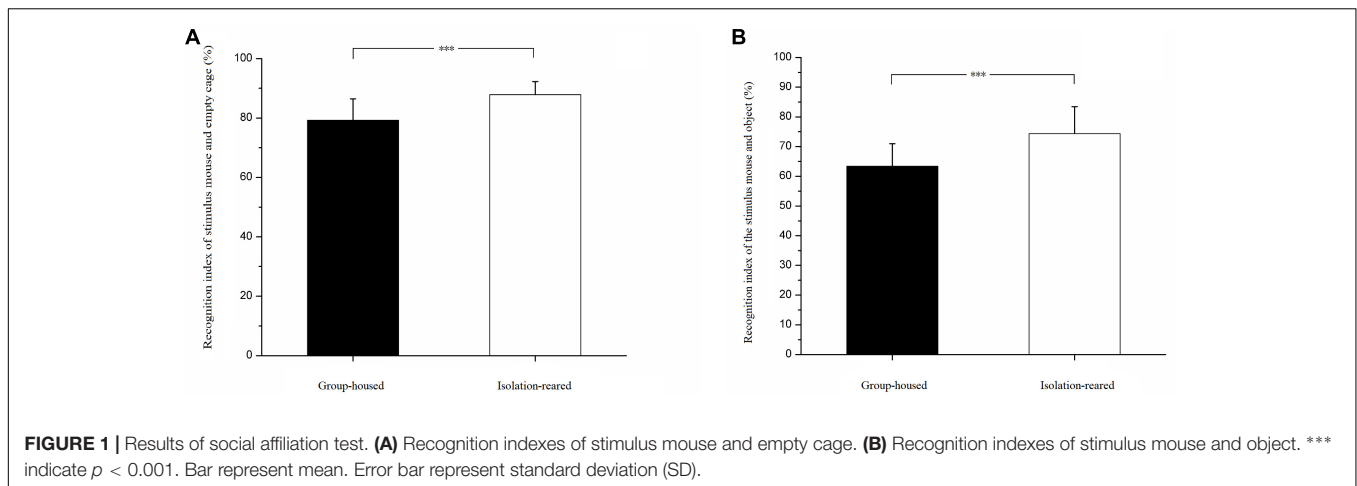 A
***
Recognition index of stimulus mouse and empty cage (%)
100
80
60
40
20
0
Group-housed
Isolation-reared
B
***
Recognition index of the stimulus mouse and object (%)
100
90
80
70
60
50
40
30
20
10
0
Group-housed
Isolation-reared
FIGURE 1 | Results of social affiliation test. (A) Recognition indexes of stimulus mouse and empty cage. (B) Recognition indexes of stimulus mouse and object. ***
indicate p < 0.001. Bar represent mean. Error bar represent standard deviation (SD).